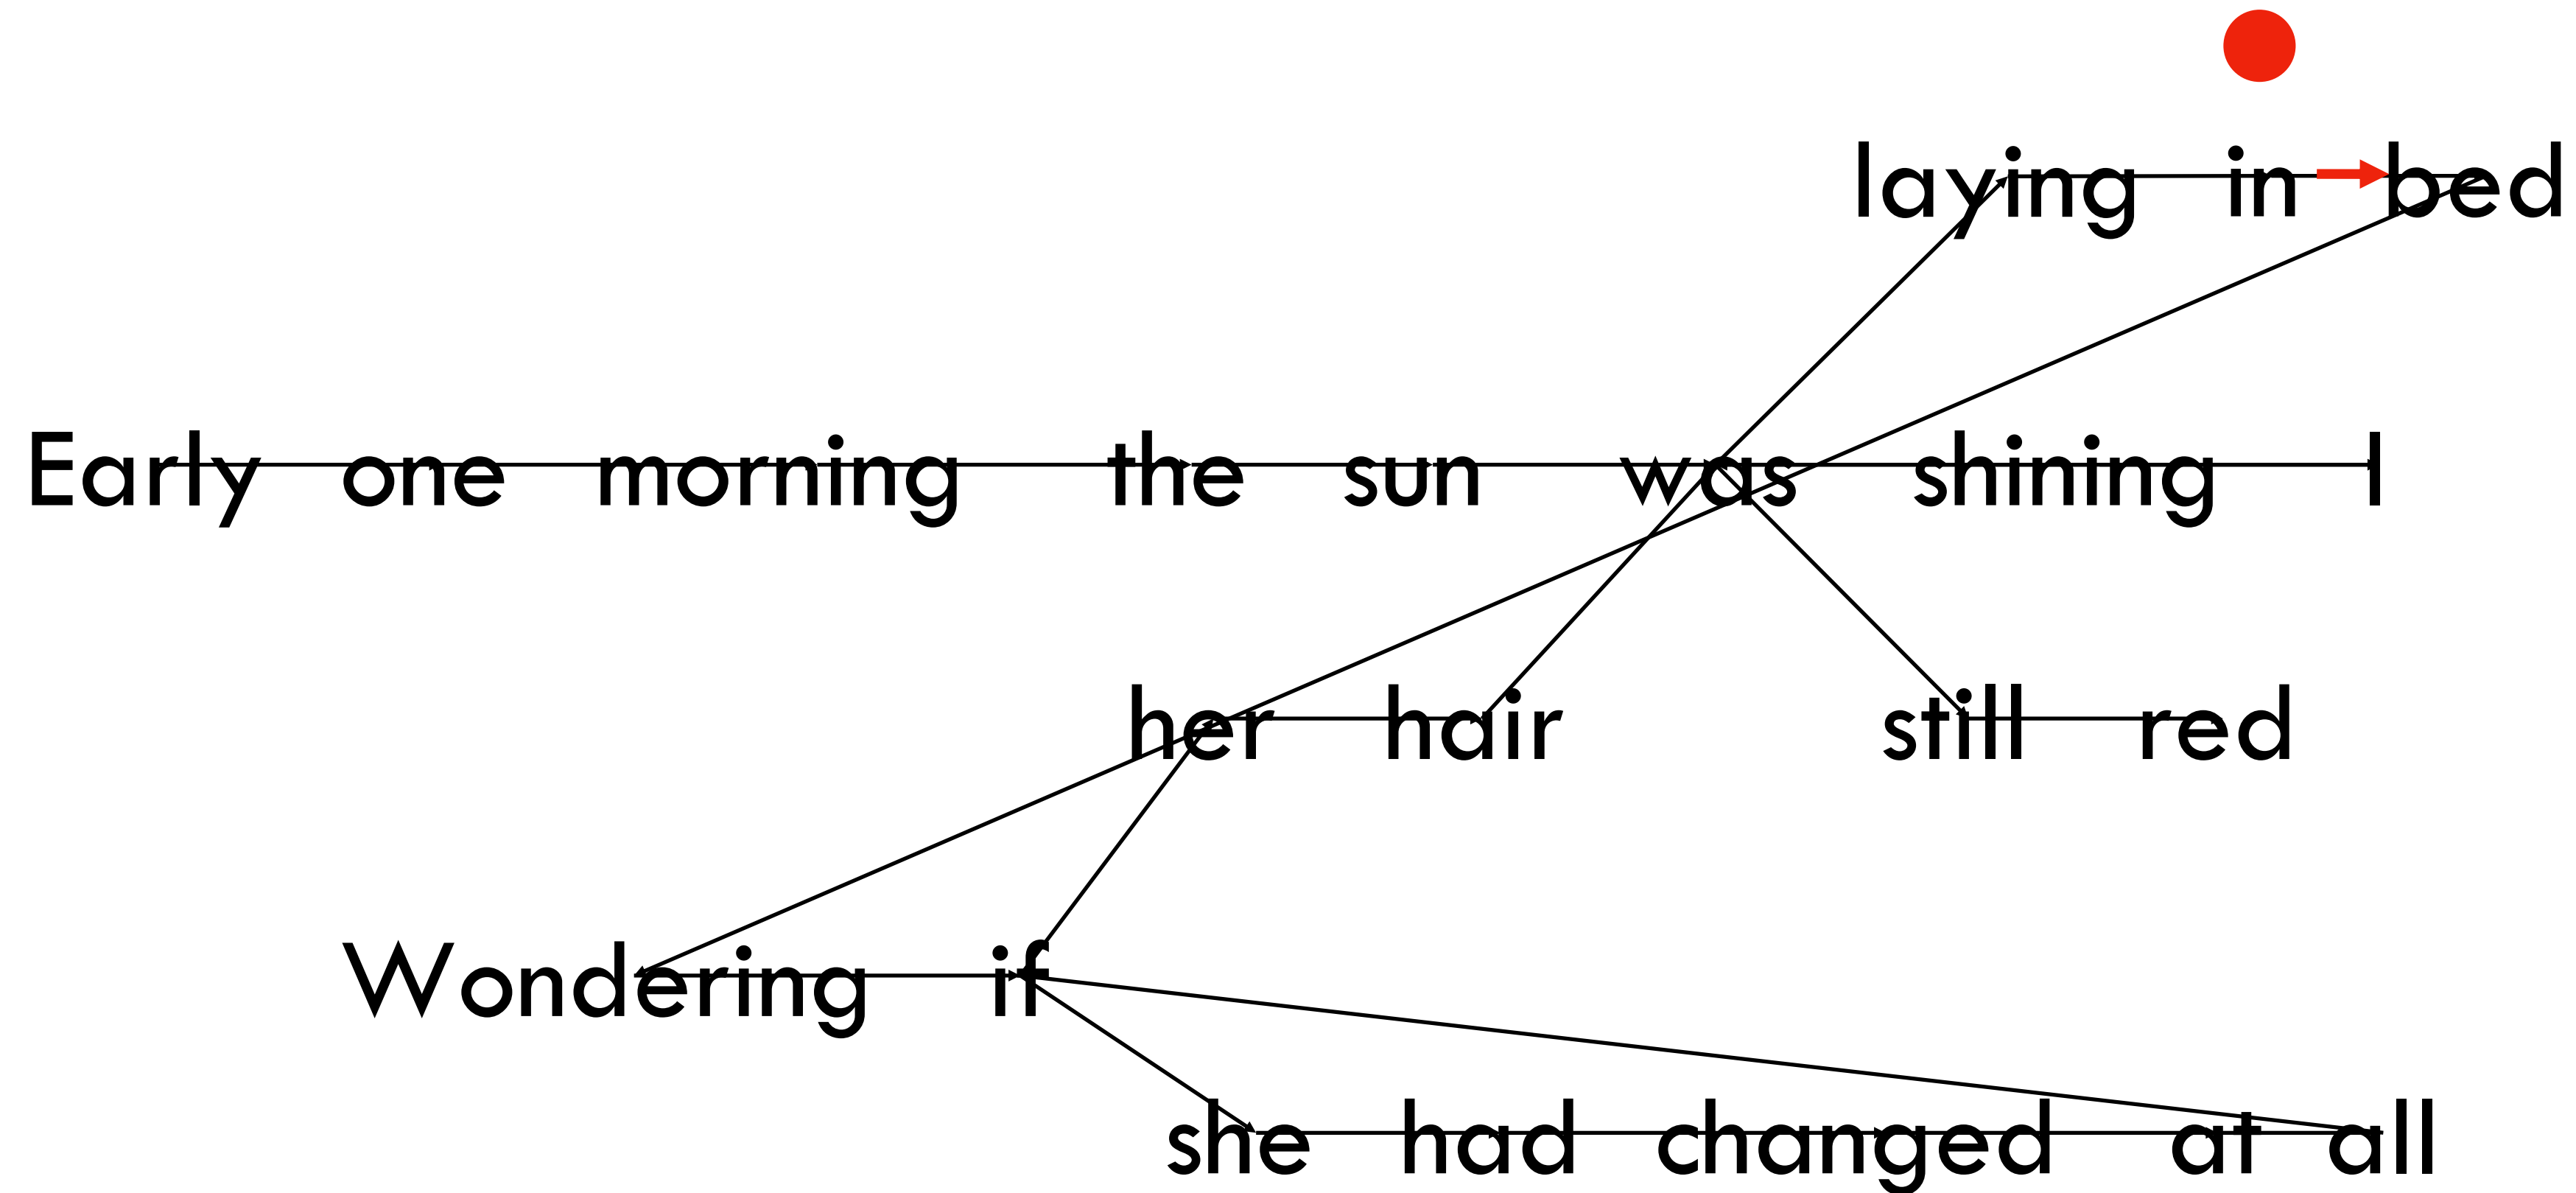 laying in bed
Early one morning the sun was shining I
her hair still red
Wondering if
she had changed at all